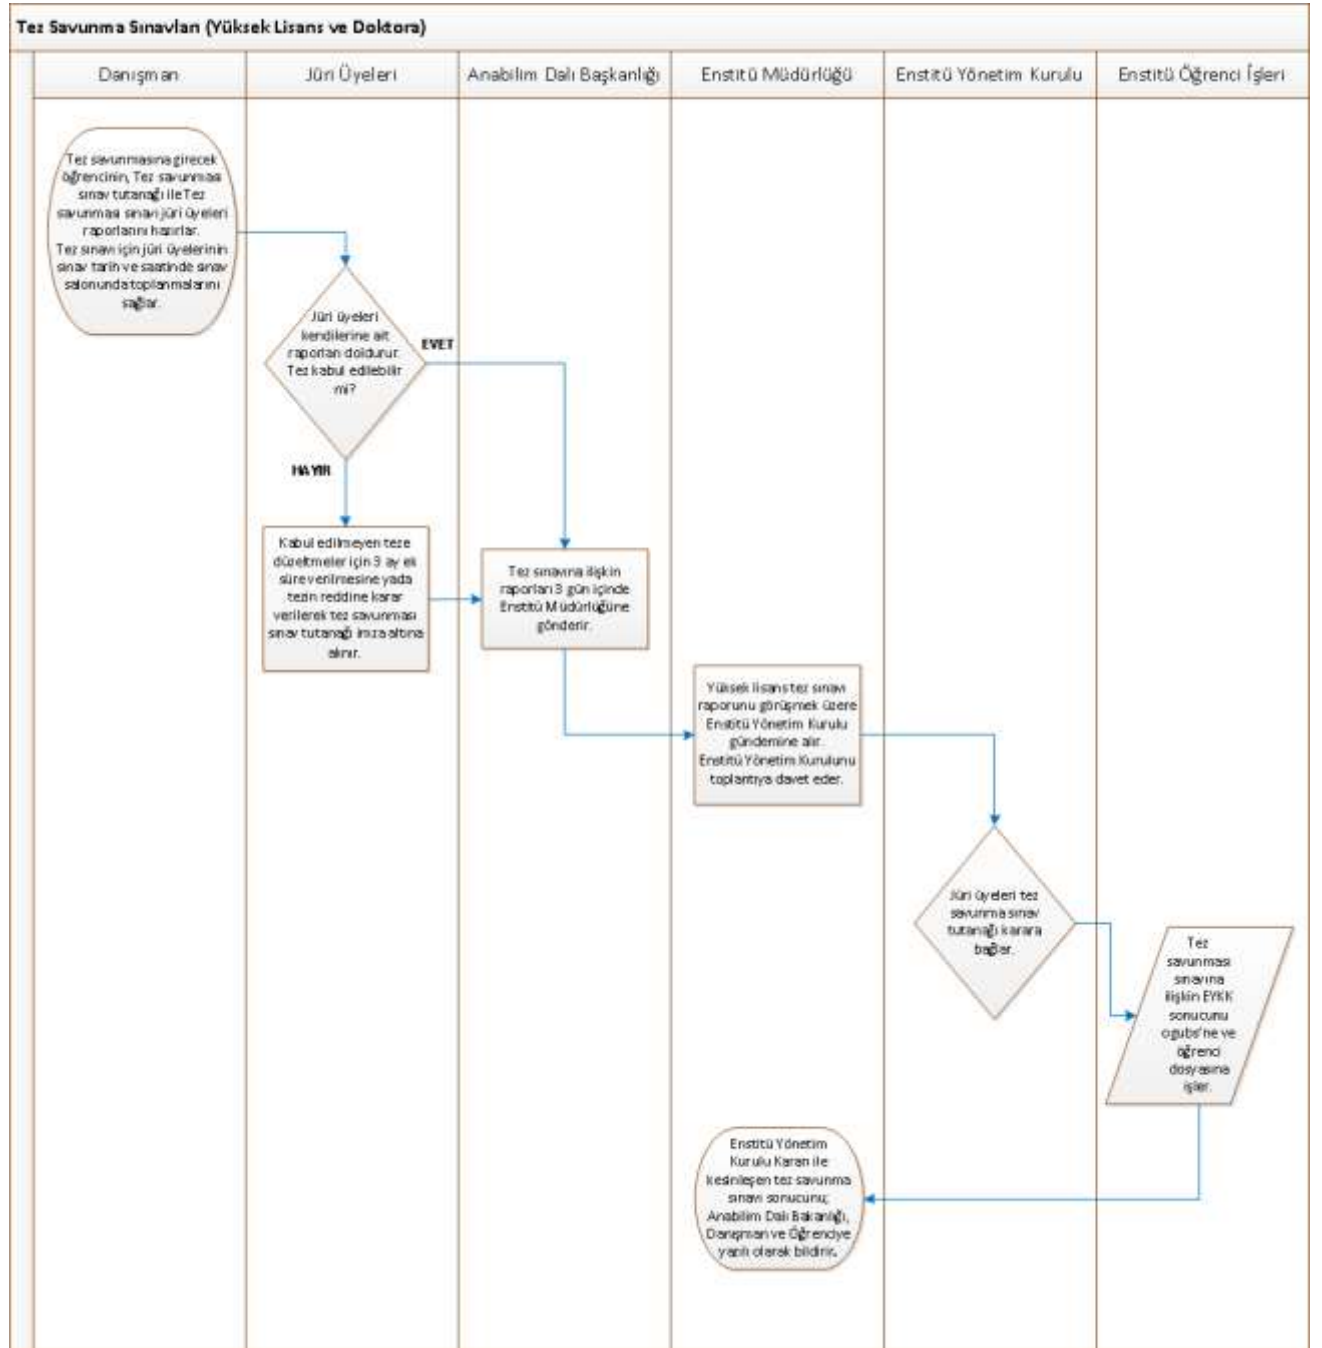 Tez Savunma Sınavları (Yüksek Lisans ve Doktora)
Danışman
Jüri Üyeleri
Anabilim Dalı Başkanlığı
Enstitü Müdürlüğü
Enstitü Yönetim Kurulu
Enstitü Öğrenci İşleri
Tez savunmasına girecek
öğrencinin, Tez savunması
sınav tutanağı ile Tez
savunması sınavı jüri üyeleri
raporlarını hazırlar.
Tez sınavı için jüri üyelerinin
sınav tarih ve saatinde sınav
salonunda toplanmalarını
sağlar.
Jüri üyeleri
kendilerine ait
raporları doldurur.
Tez kabul edilebilir
mi?
EVET
HAYIR
Kabul edilmeyen teze
düzeltmeler için 3 ay ek
süre verilmesine yada
tezin reddine karar
verilerek tez savunması
sınav tutanağı imza altına
alınır.
Tez sınavına ilişkin
raporları 3 gün içinde
Enstitü Müdürlüğüne
gönderir.
Yüksek lisans tez sınavı
raporunu görüşmek üzere
Enstitü Yönetim Kurulu
gündemine alır.
Enstitü Yönetim Kurulunu
toplantıya davet eder.
Jüri üyeleri tez
savunma sınav
tutanağı karara
bağlar.
Tez
savunması
sınavına
ilişkin EYKK
sonucunu
ogubs'ne ve
öğrenci
dosyasına
işler.
Enstitü Yönetim
Kurulu Kararı ile
kesinleşen tez savunma
sınavı sonucunu;
Anabilim Dalı Bakanlığı,
Danışman ve Öğrenciye
yazılı olarak bildirir.